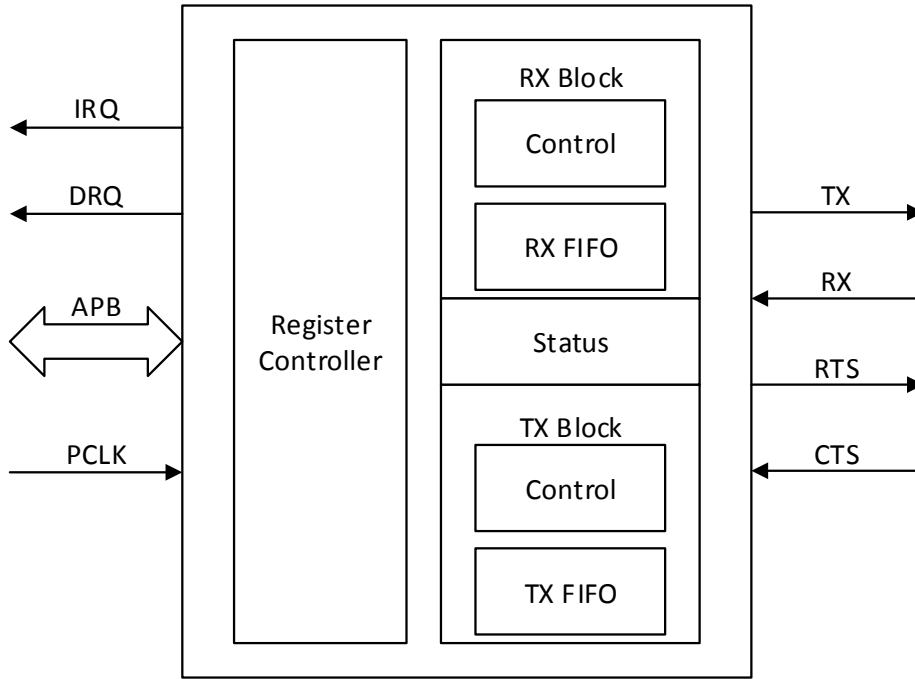 IRQ
DRQ
APB
PCLK
Register
Controller
RX Block
Control
RX FIFO
Status
TX Block
Control
TX FIFO
TX
RX
RTS
CTS